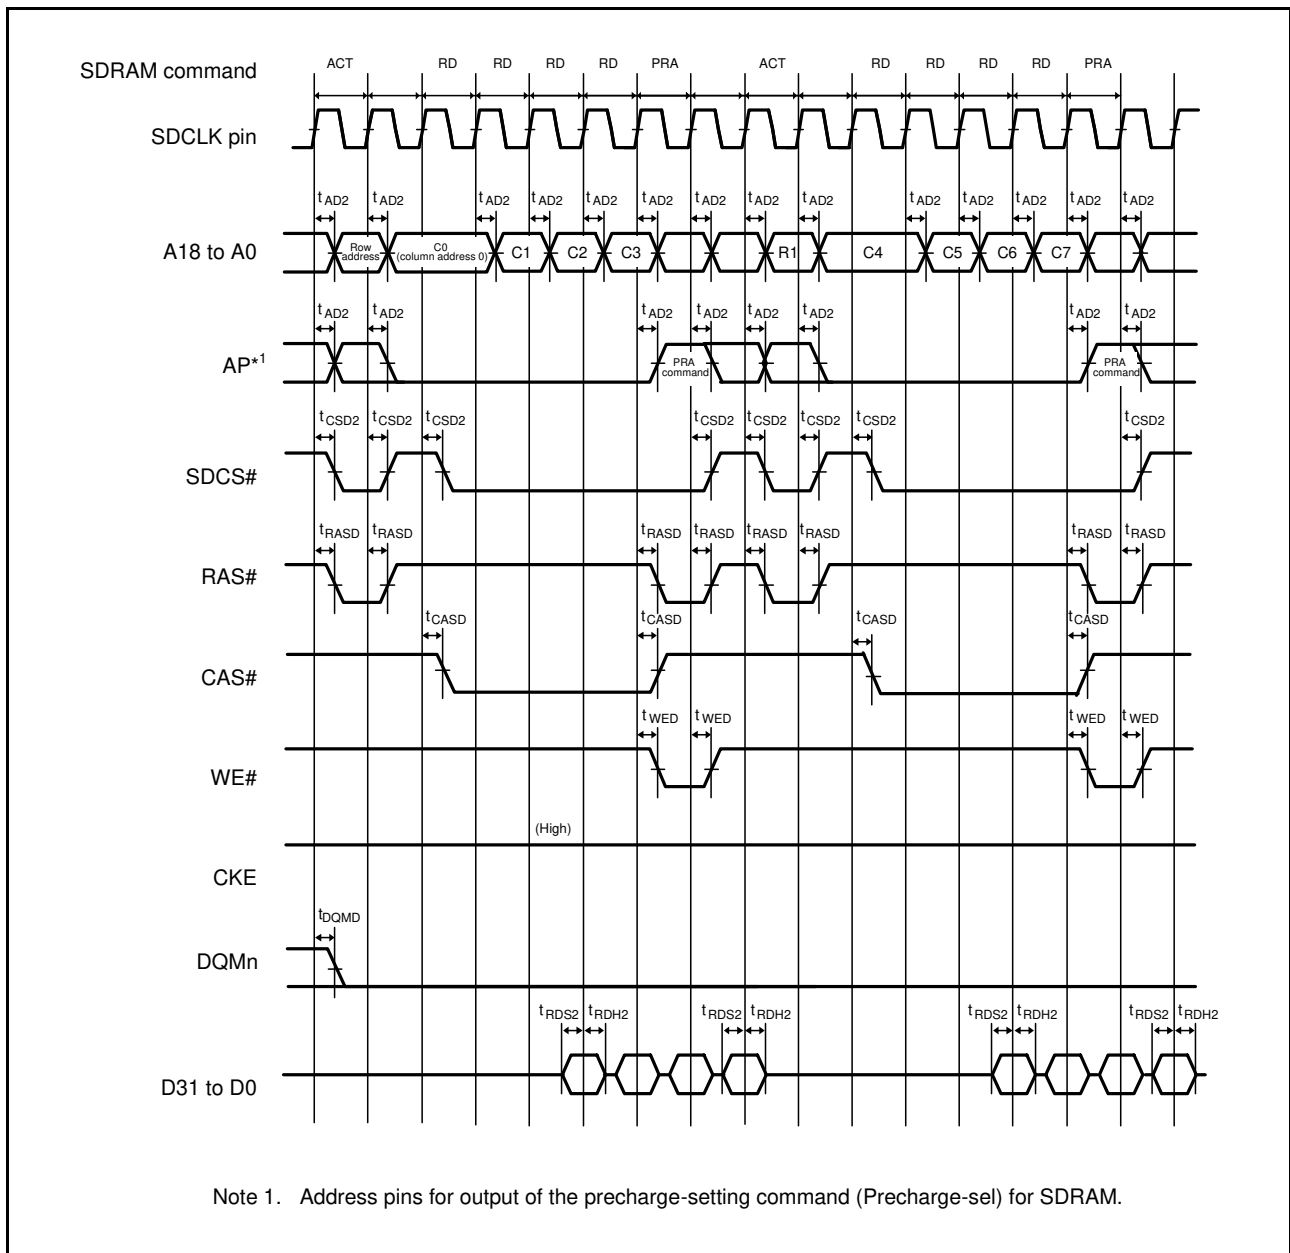 ACT RD RD RD RD PRA ACT RD RD RD RD PRA
SDRAM command
SDCLK pin
tAD2 tAD2 tAD2 tAD2 tAD2 tAD2 tAD2 tAD2 tAD2 tAD2 tAD2 tAD2 tAD2 tAD2
A18 to A0
Row
address
C0
(column address 0)
C1 C2 C3 R1 C4 C5 C6 C7
tAD2 tAD2 tAD2 tAD2 tAD2 tAD2 tAD2 tAD2
AP*1
PRA
command
PRA
command
tCSD2 tCSD2 tCSD2 tCSD2 tCSD2 tCSD2 tCSD2 tCSD2
SDCS#
tRASD tRASD tRASD tRASD tRASD tRASD tRASD tRASD
RAS#
tCASD tCASD tCASD tCASD
CAS#
tWED tWED tWED tWED
WE#
(High)
CKE
tDQMD
DQMn
tRDS2 tRDH2 tRDS2 tRDH2 tRDS2 tRDH2 tRDS2 tRDH2
D31 to D0
Note 1. Address pins for output of the precharge-setting command (Precharge-sel) for SDRAM.